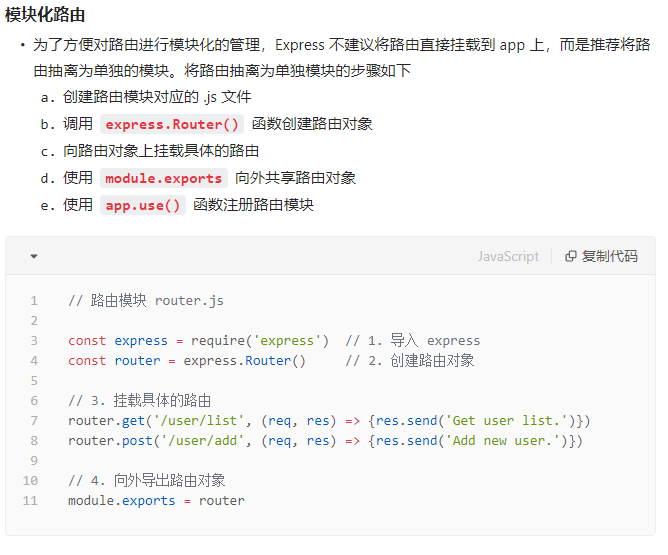 模块化路由
• 为了方便对路由进行模块化的管理，Express 不建议将路由直接挂载到 app 上，而是推荐将路
由抽离为单独的模块。将路由抽离为单独模块的步骤如下
a. 创建路由模块对应的 .js 文件
b. 调用 express.Router() 函数创建路由对象
c. 向路由对象上挂载具体的路由
d. 使用 module.exports 向外共享路由对象
e. 使用 app.use() 函数注册路由模块
JavaScript 复制代码
1 // 路由模块 router.js
2
3 const express = require('express')  // 1. 导入 express
4 const router = express.Router()     // 2. 创建路由对象
5
6 // 3. 挂载具体的路由
7 router.get('/user/list', (req, res) => {res.send('Get user list.')})
8 router.post('/user/add', (req, res) => {res.send('Add new user.')})
9
10 // 4. 向外导出路由对象
11 module.exports = router